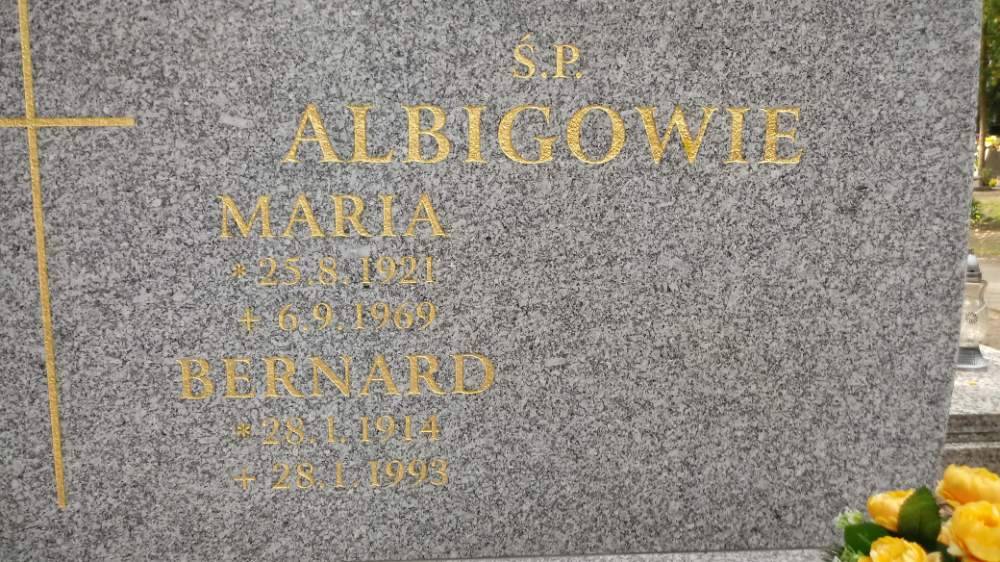 Ś.P.
ALBIGOWIE
MARIA
* 25.8.1921
+ 6.9.1969
BERNARD
* 28.1.1914
+ 28.1.1993